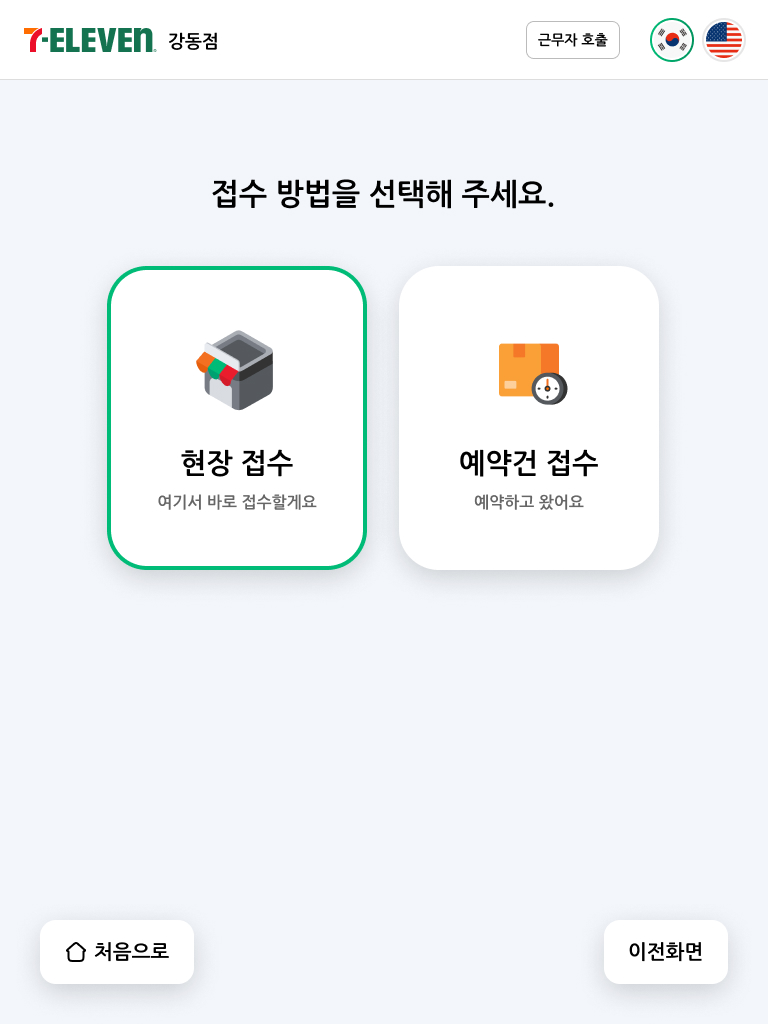 7-ELEVEN 강동점
근무자 호출
접수 방법을 선택해 주세요.
현장 접수
여기서 바로 접수할게요
예약건 접수
예약하고 왔어요
처음으로
이전화면